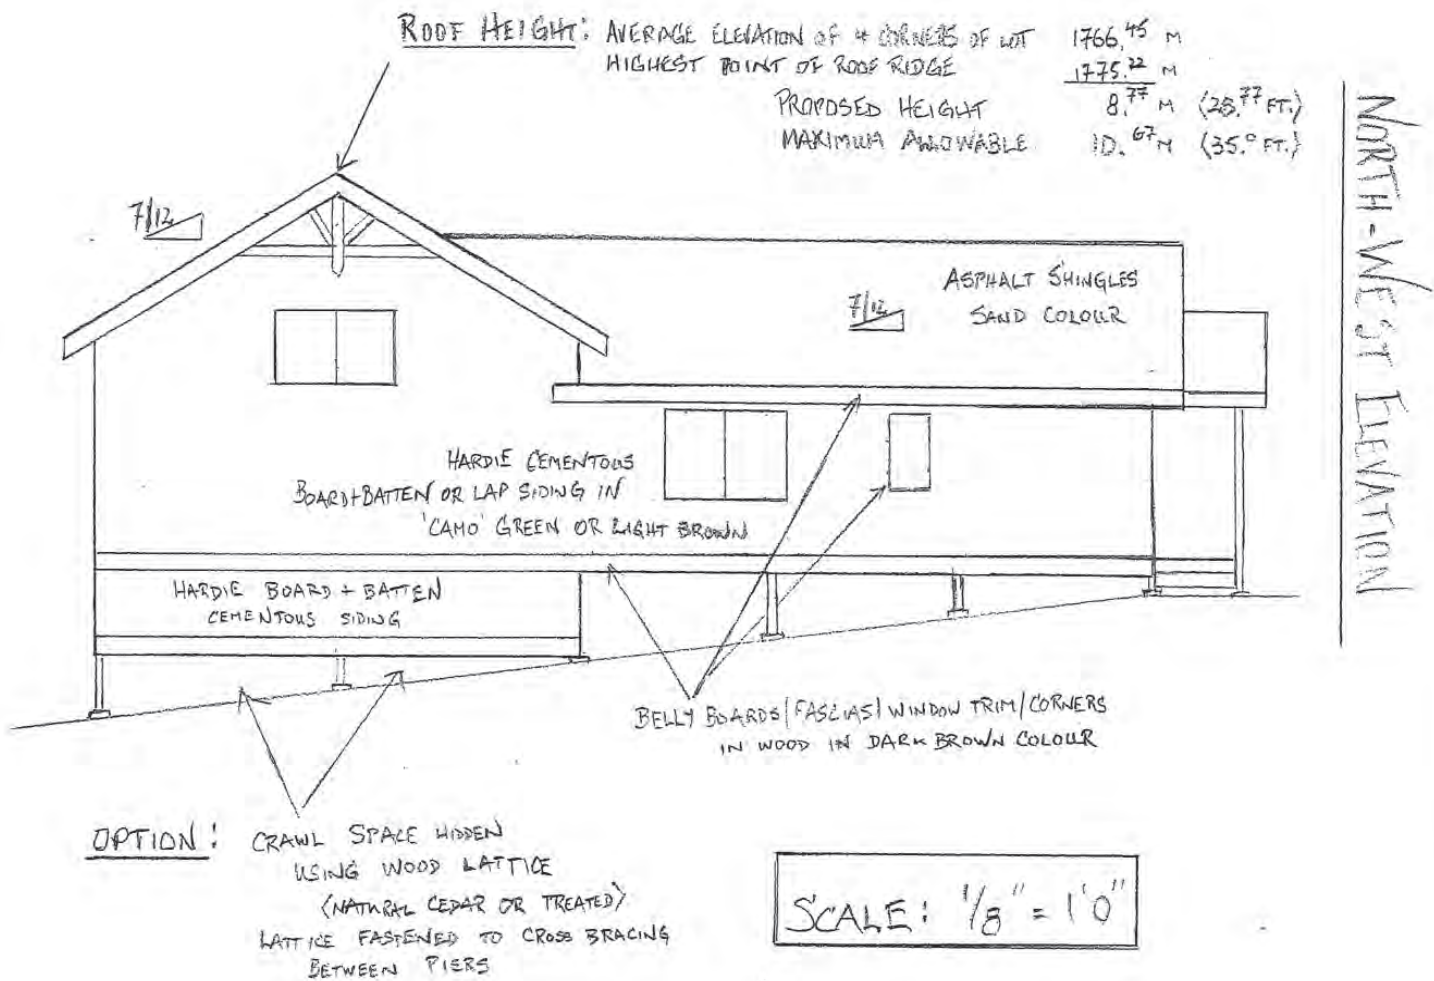 ROOF HEIGHT: AVERAGE ELEVATION OF 4 CORNERS OF LOT 1766.45 M
HIGHEST POINT OF ROOF RIDGE 1775.22 M
PROPOSED HEIGHT 8.77 M (28.77 FT.)
MAXIMUM ALLOWABLE 10.67 M (35.0 FT.)
NORTH-WEST ELEVATION
7/12
ASPHALT SHINGLES
SAND COLOUR
7/12
HARDIE CEMENTOUS
BOARD+BATTEN OR LAP SIDING IN
'CAMO' GREEN OR LIGHT BROWN
HARDIE BOARD + BATTEN
CEMENTOUS SIDING
BELLY BOARDS/FASCIAS/WINDOW TRIM/CORNERS
IN WOOD IN DARK BROWN COLOUR
OPTION: CRAWL SPACE HIDDEN
USING WOOD LATTICE
(NATURAL CEDAR OR TREATED)
LATTICE FASTENED TO CROSS BRACING
BETWEEN PIERS
SCALE: 1/8" = 1'0"